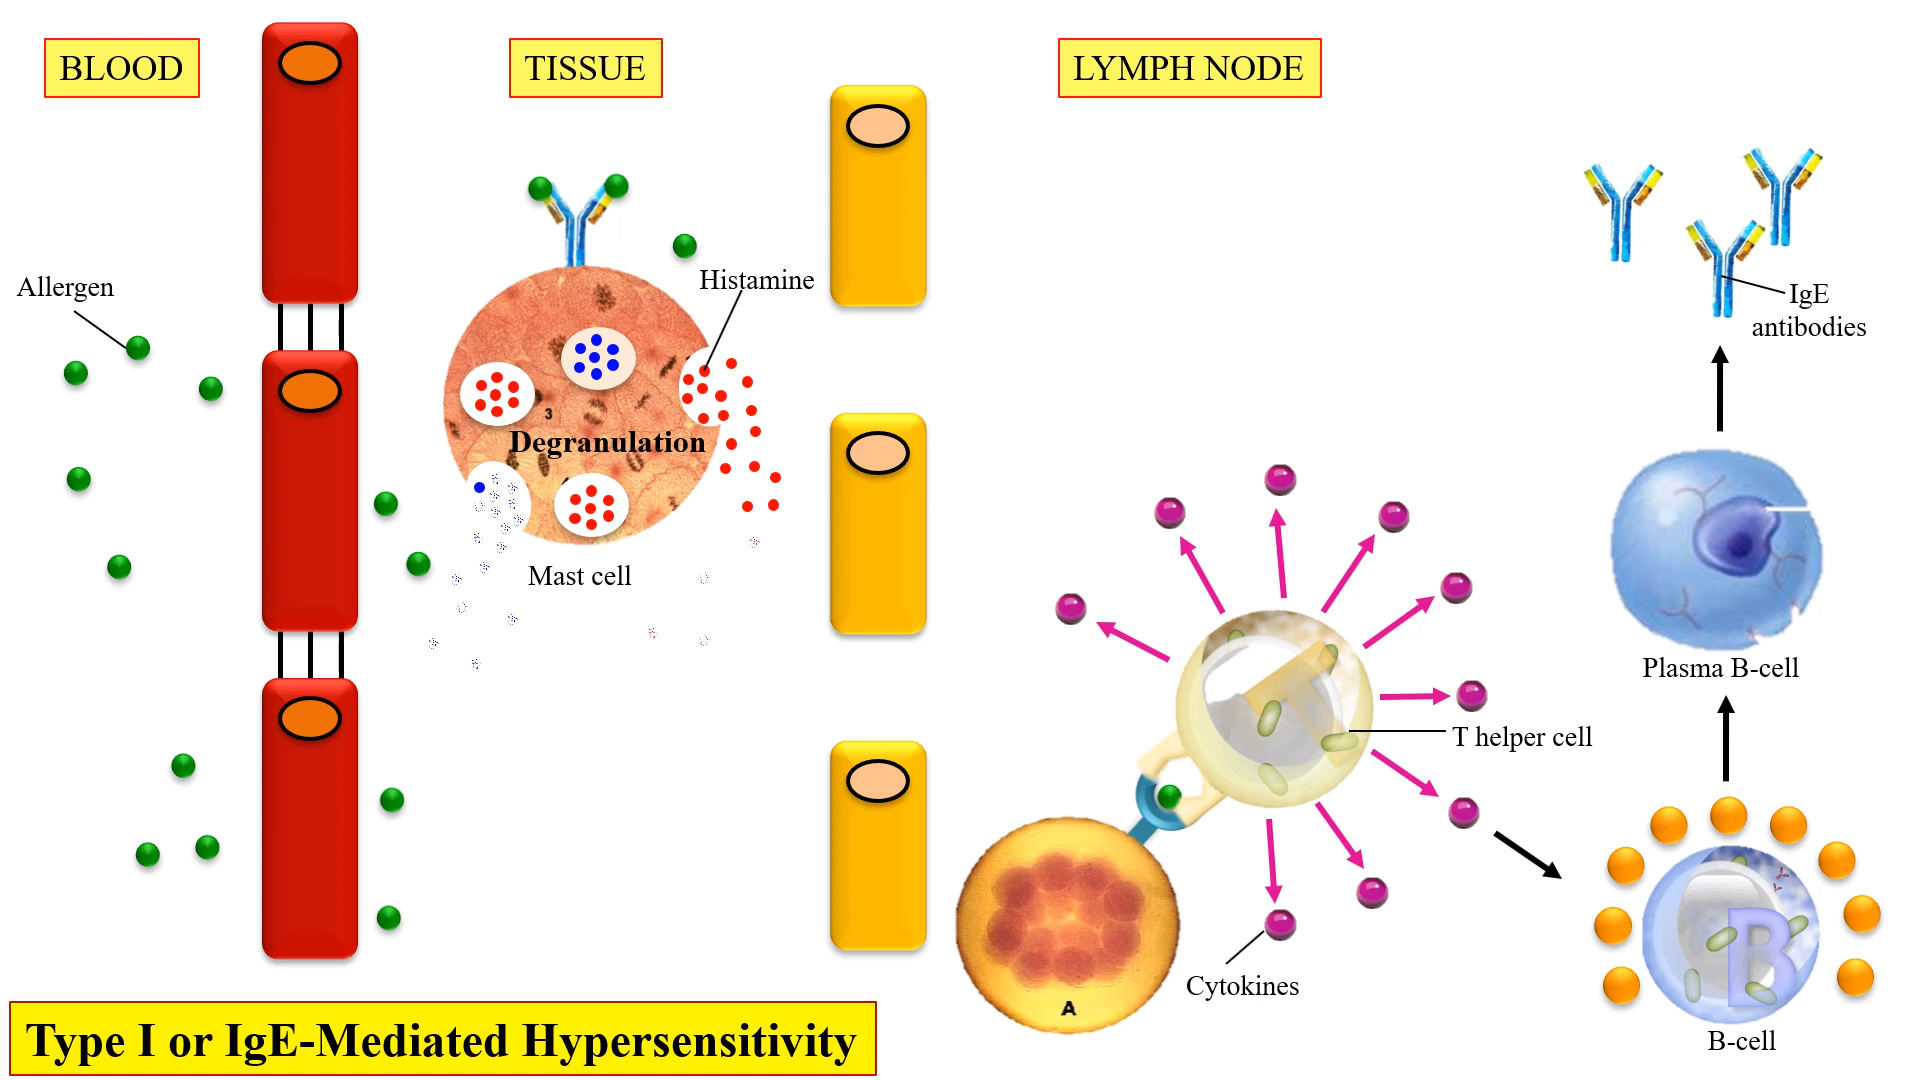 BLOOD
TISSUE
LYMPH NODE
Allergen
Histamine
IgE
antibodies
3
Degranulation
Mast cell
Plasma B-cell
T helper cell
B
A
Cytokines
B-cell
Type I or IgE-Mediated Hypersensitivity